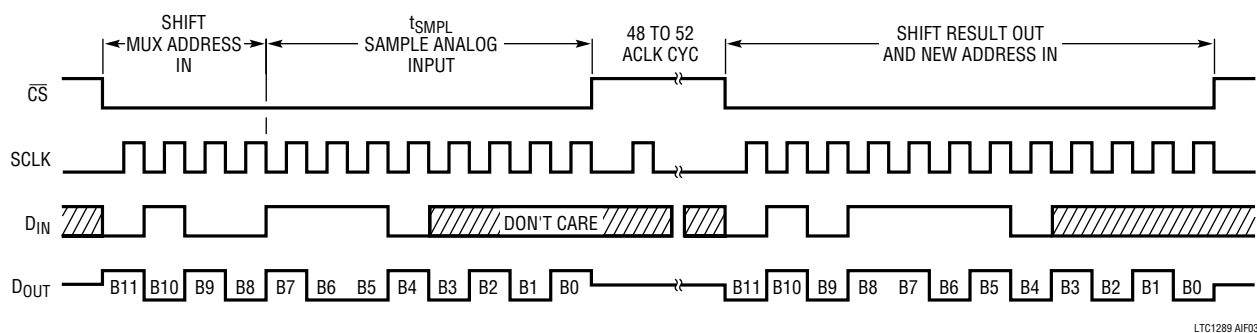 SHIFT
MUX ADDRESS
IN
tSMPL
SAMPLE ANALOG
INPUT
48 TO 52
ACLK CYC
SHIFT RESULT OUT
AND NEW ADDRESS IN
CS
SCLK
DIN
DON'T CARE
DOUT
B11 B10 B9 B8 B7 B6 B5 B4 B3 B2 B1 B0
B11 B10 B9 B8 B7 B6 B5 B4 B3 B2 B1 B0
LTC1289 AIF03